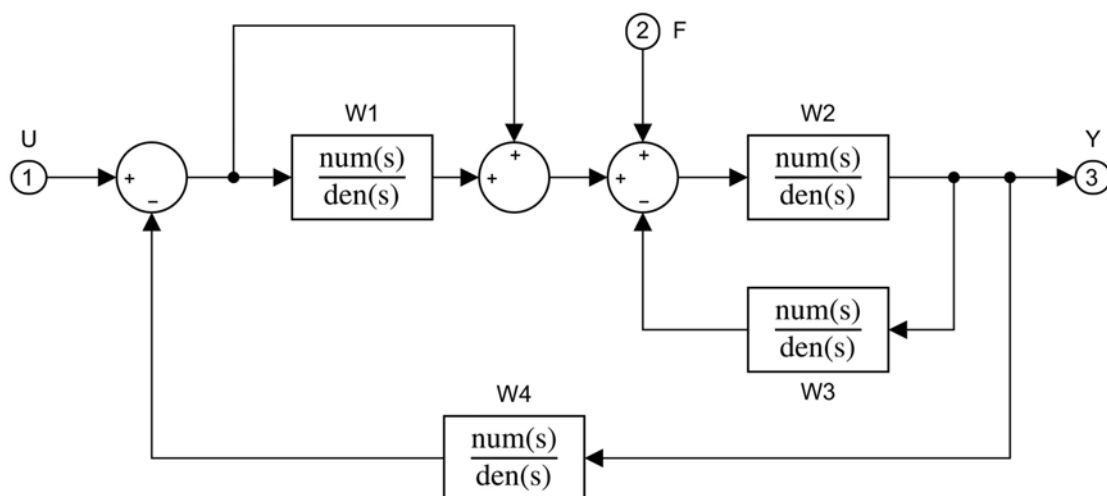 2 F
W1
W2
U
Y
1
+
−
num(s)
den(s)
+
+
+
+
−
num(s)
den(s)
3
num(s)
den(s)
W3
W4
num(s)
den(s)